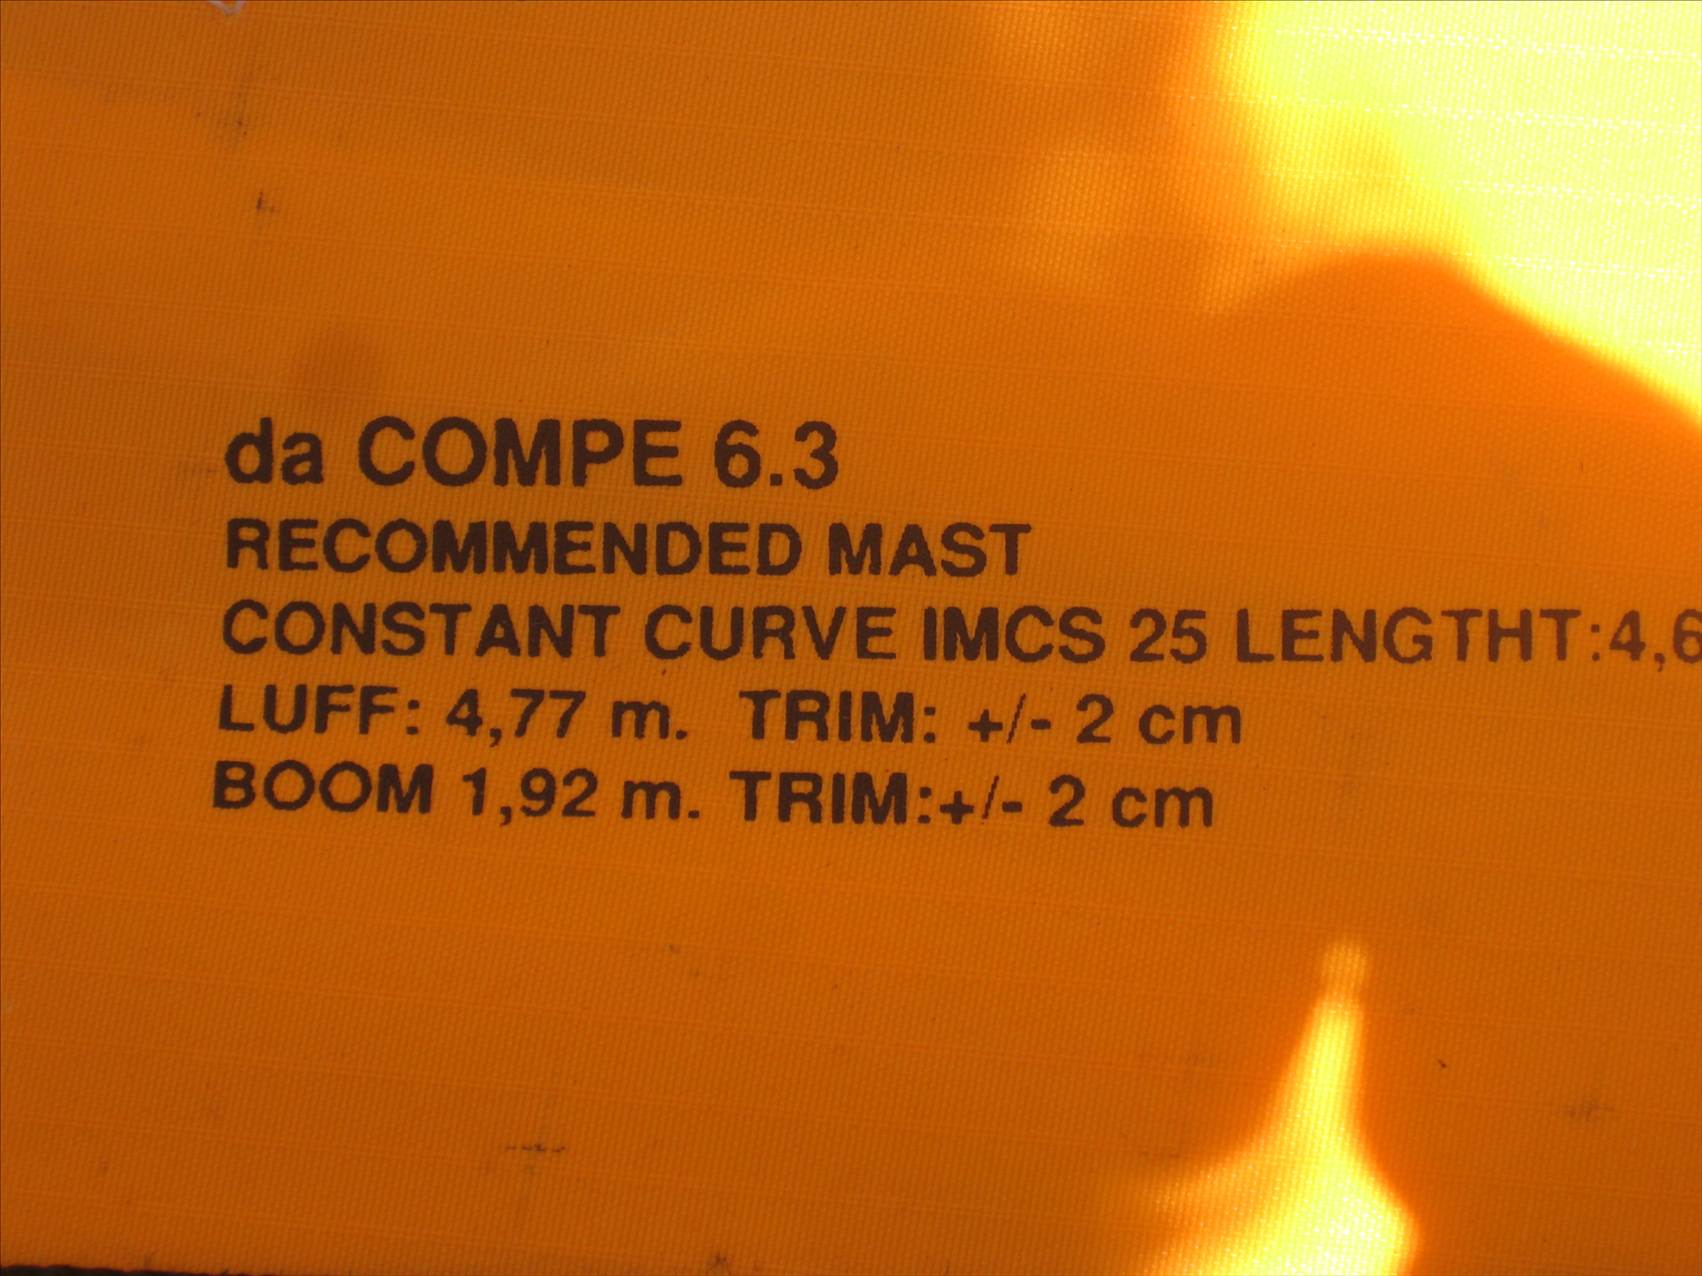 da COMPE 6.3
RECOMMENDED MAST
CONSTANT CURVE IMCS 25 LENGTHT:4,6
LUFF: 4,77 m. TRIM: +/- 2 cm
BOOM 1,92 m. TRIM:+/- 2 cm